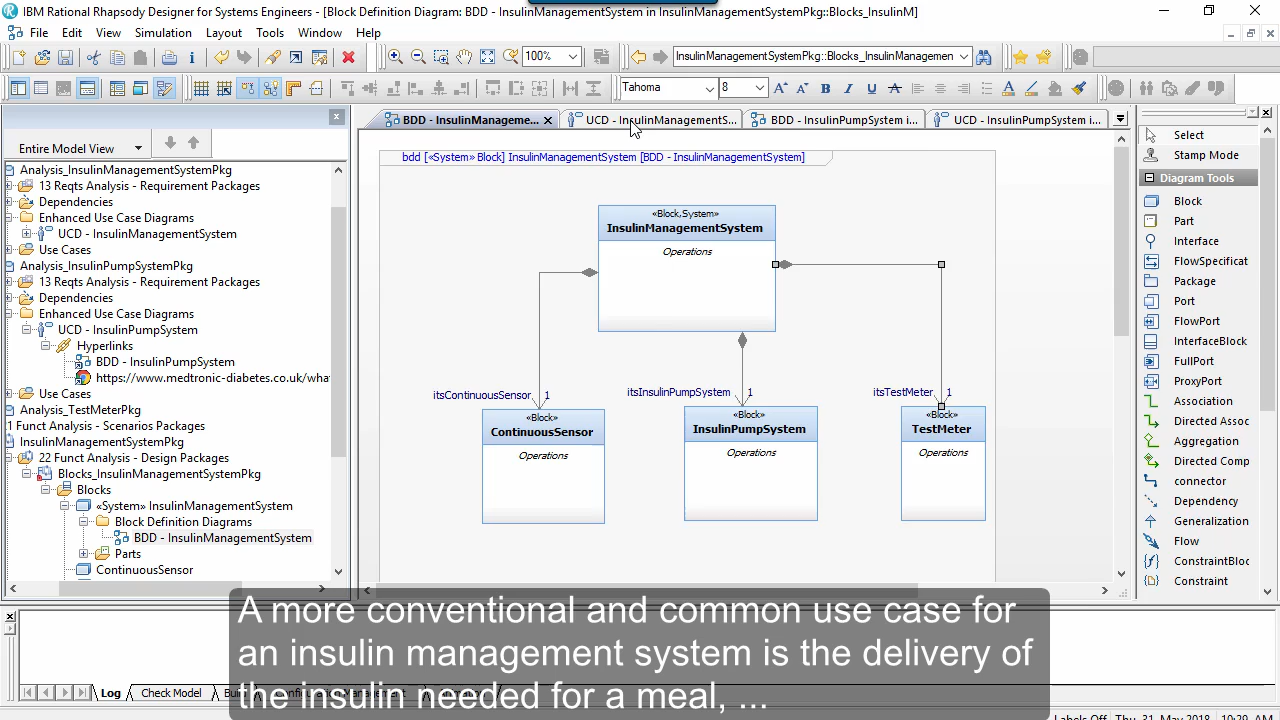 IBM Rational Rhapsody Designer for Systems Engineers - [Block Definition Diagram: BDD - InsulinManagementSystem in InsulinManagementSystemPkg::Blocks_InsulinM]
File Edit View Simulation Layout Tools Window Help
100% InsulinManagementSystemPkg::Blocks_InsulinManagemen
Tahoma 8
BDD - InsulinManageme... UCD - InsulinManagementS... BDD - InsulinPumpSystem i... UCD - InsulinPumpSystem i...
Entire Model View
Analysis_InsulinManagementSystemPkg
13 Reqts Analysis - Requirement Packages
Dependencies
Enhanced Use Case Diagrams
UCD - InsulinManagementSystem
Use Cases
Analysis_InsulinPumpSystemPkg
13 Reqts Analysis - Requirement Packages
Dependencies
Enhanced Use Case Diagrams
UCD - InsulinPumpSystem
Hyperlinks
BDD - InsulinPumpSystem
https://www.medtronic-diabetes.co.uk/wha
Use Cases
Analysis_TestMeterPkg
1 Funct Analysis - Scenarios Packages
InsulinManagementSystemPkg
22 Funct Analysis - Design Packages
Blocks_InsulinManagementSystemPkg
Blocks
«System» InsulinManagementSystem
Block Definition Diagrams
BDD - InsulinManagementSystem
Parts
ContinuousSensor
bdd [«System» Block] InsulinManagementSystem [BDD - InsulinManagementSystem]
«Block,System»
InsulinManagementSystem
Operations
itsContinuousSensor 1
itsInsulinPumpSystem 1
itsTestMeter 1
«Block»
ContinuousSensor
Operations
«Block»
InsulinPumpSystem
Operations
«Block»
TestMeter
Operations
Select
Stamp Mode
Diagram Tools
Block
Part
Interface
FlowSpecificat
Package
Port
FlowPort
InterfaceBlock
FullPort
ProxyPort
Association
Directed Assoc
Aggregation
Directed Comp
connector
Dependency
Generalization
Flow
ConstraintBloc
Constraint
A more conventional and common use case for
an insulin management system is the delivery of
the insulin needed for a meal, ...
Log Check Model
Labels Off Thu, 31, May 2018 10:29 AM